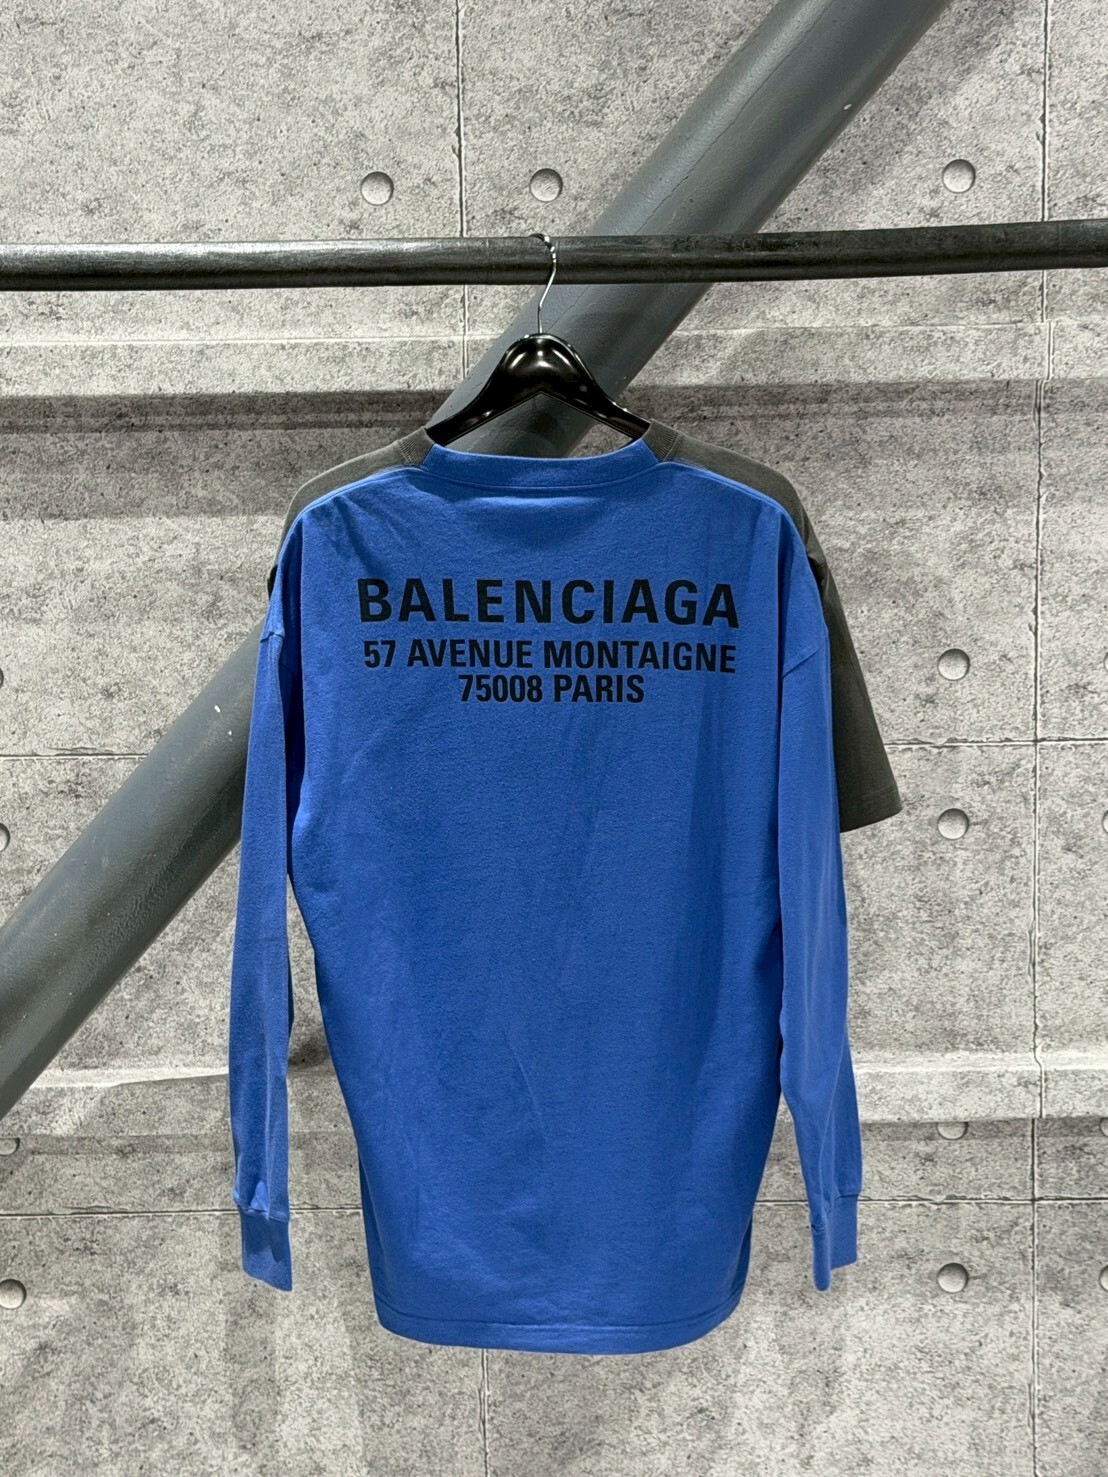 BALENCIAGA
57 AVENUE MONTAIGNE
75008 PARIS